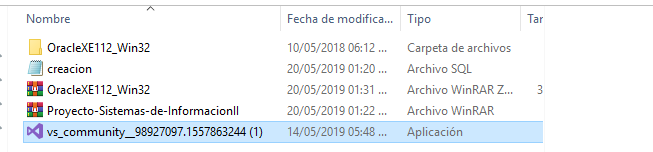 Fecha de modifica... Tipo Tar
OracleXE112_Win32 10/05/2018 06:12 ... Carpeta de archivos
creacion 20/05/2019 01:20 ... Archivo SQL
OracleXE112_Win32 20/05/2019 01:31 ... Archivo WinRAR Z... 3
Proyecto-Sistemas-de-InformacionII 20/05/2019 01:22 ... Archivo WinRAR
vs_community__98927097.1557863244 (1) 14/05/2019 05:48 ... Aplicación